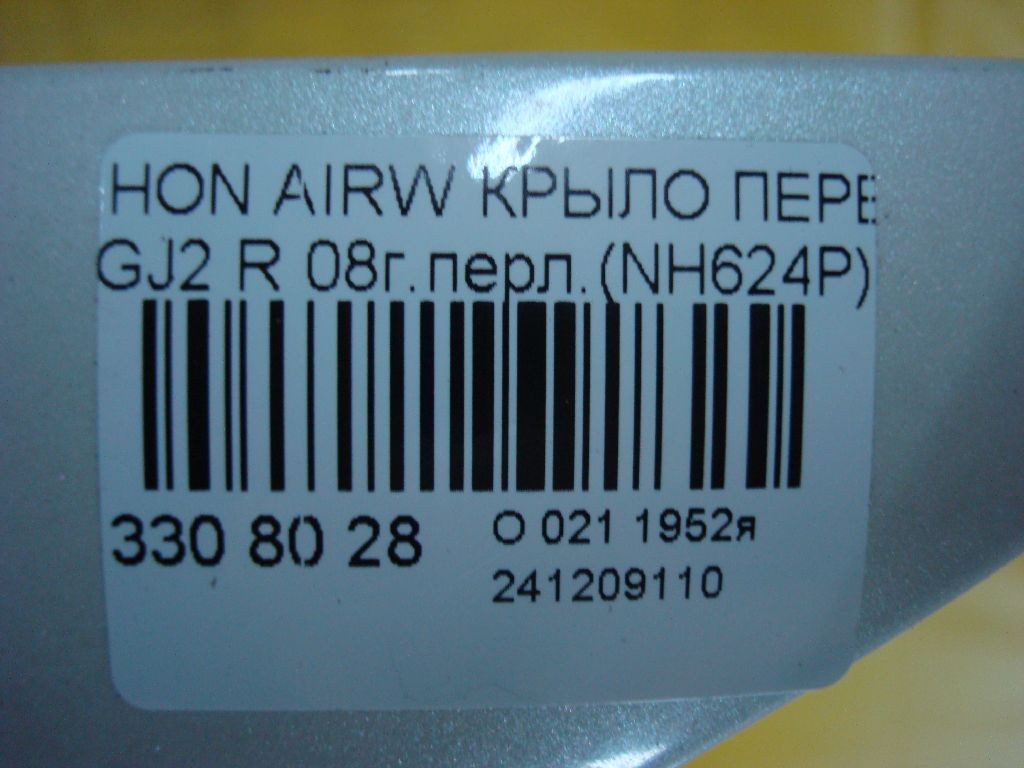 HON AIRW КРЫЛО ПЕРЕ
GJ2 R 08г.перл.(NH624P)
330 80 28
О 021 1952я
241209110